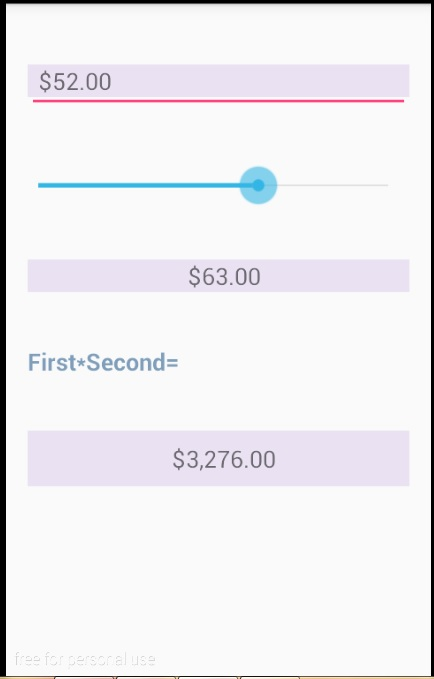 $52.00
$63.00
First*Second=
$3,276.00
free for personal use